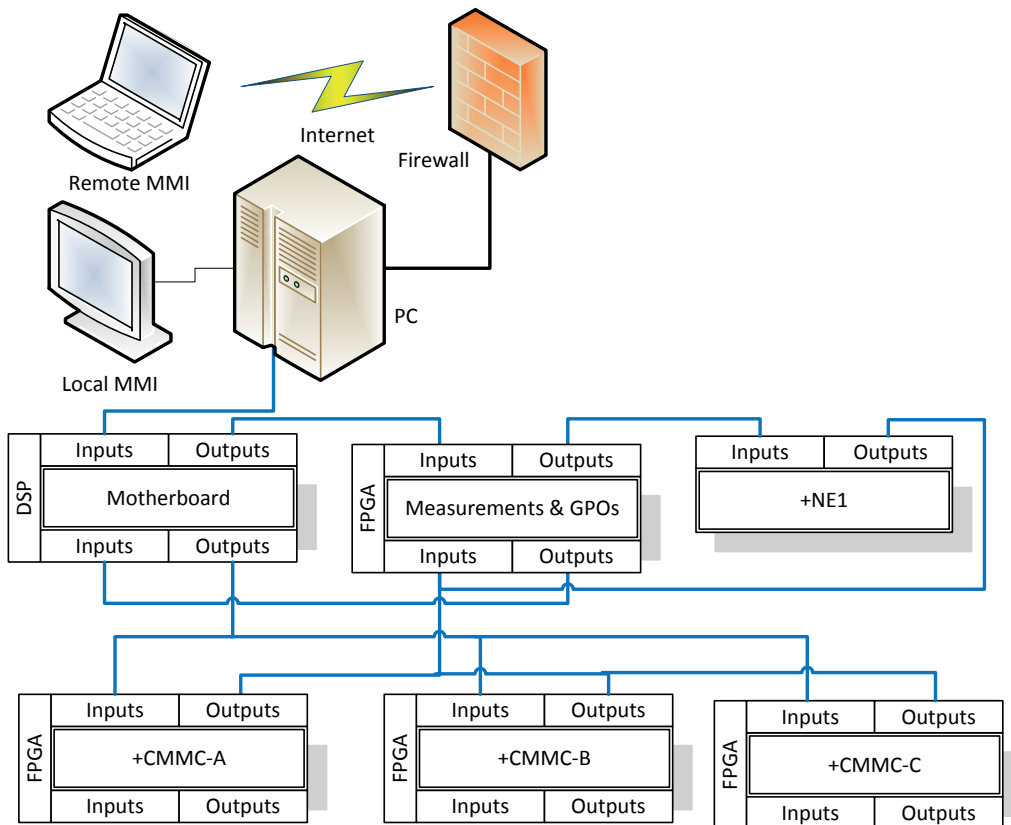 Internet
Firewall
Remote MMI
PC
Local MMI
DSP
Inputs Outputs
Motherboard
Inputs Outputs
FPGA
Inputs Outputs
Measurements & GPOs
Inputs Outputs
Inputs Outputs
+NE1
FPGA
Inputs Outputs
+CMMC-A
Inputs Outputs
FPGA
Inputs Outputs
+CMMC-B
Inputs Outputs
FPGA
Inputs Outputs
+CMMC-C
Inputs Outputs